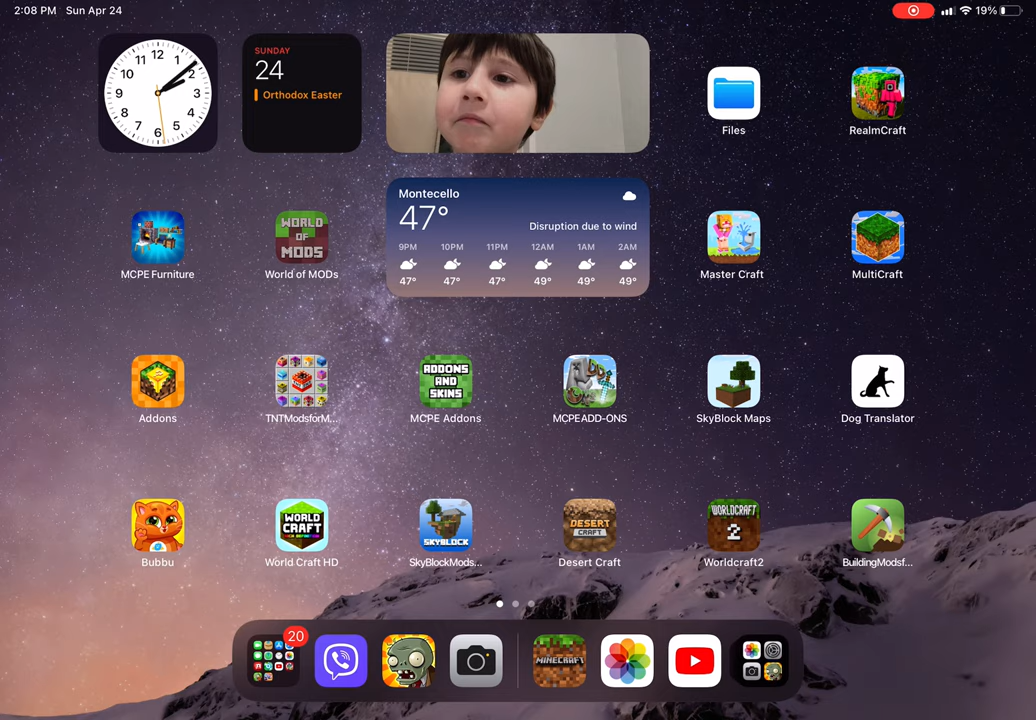 2:08 PM Sun Apr 24
19%
12
1
2
3
4
5
6
7
8
9
10
11
SUNDAY
24
Orthodox Easter
Files
RealmCraft
MCPE Furniture
WORLD
OF
MODS
World of MODs
Montecello
47°
Disruption due to wind
9PM 10PM 11PM 12AM 1AM 2AM
47° 47° 47° 49° 49° 49°
Master Craft
MultiCraft
Addons
TNTModsforM...
ADDONS
AND
SKINS
MCPE Addons
MCPEADD-ONS
SkyBlock Maps
Dog Translator
Bubbu
WORLD
CRAFT
World Craft HD
SKYBLOCK
SkyBlockMods...
DESERT
CRAFT
Desert Craft
WORLDCRAFT
2
Worldcraft2
BuildingModsf...
20
MINECRAFT